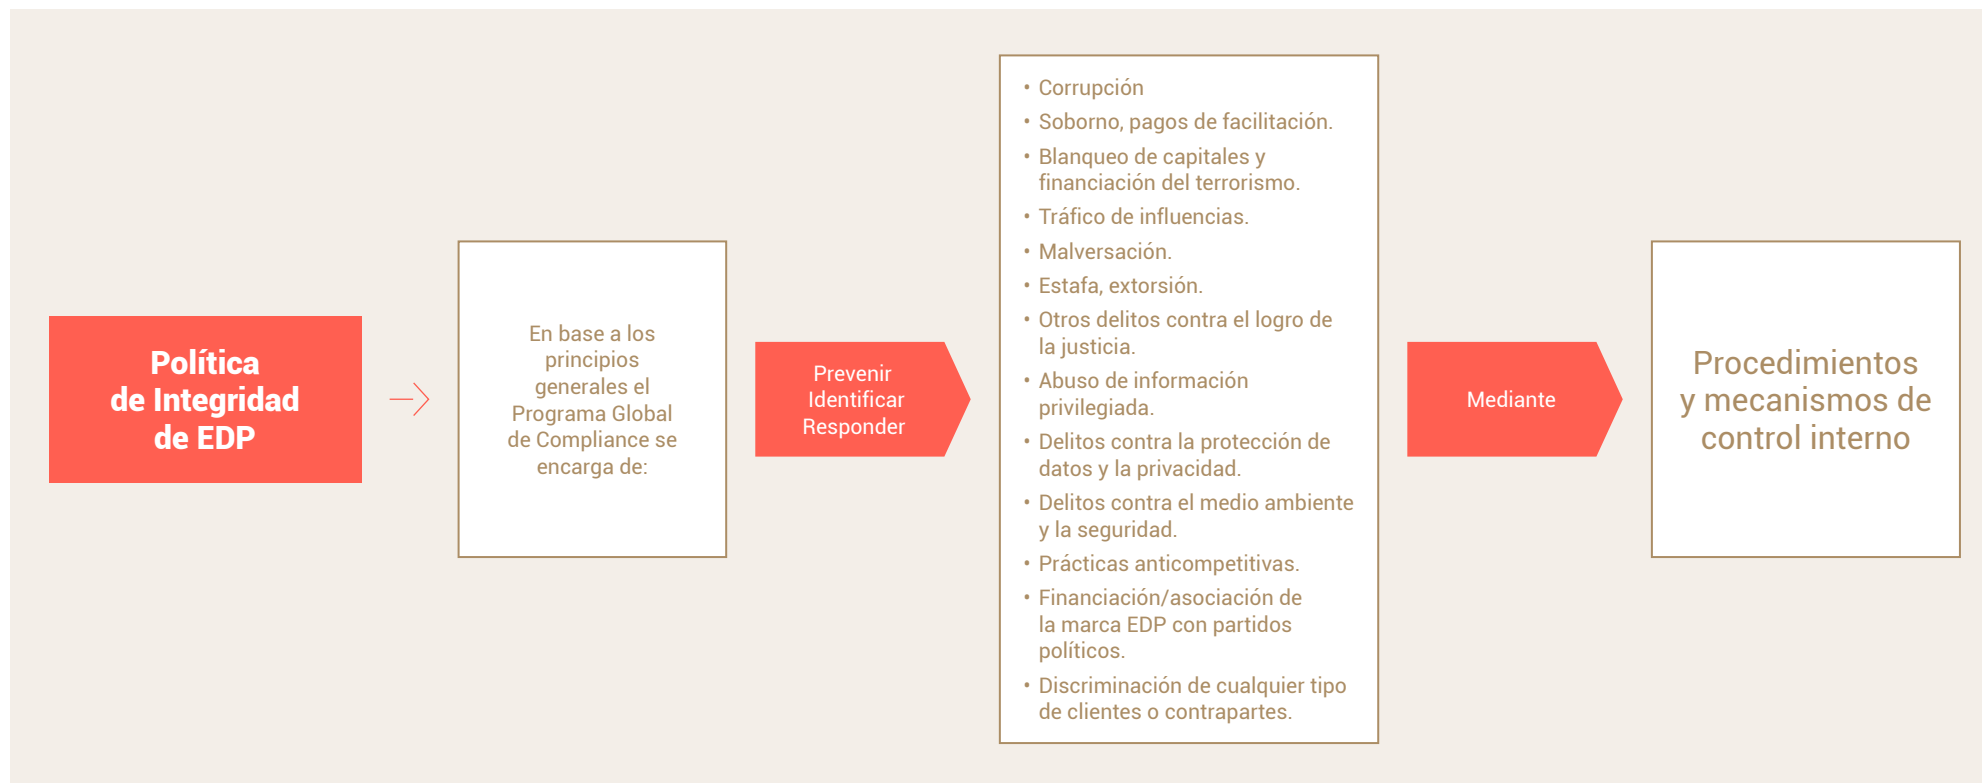 Política
de Integridad
de EDP
En base a los
principios
generales el
Programa Global
de Compliance se
encarga de:
Prevenir
Identificar
Responder
• Corrupción
• Soborno, pagos de facilitación.
• Blanqueo de capitales y
financiación del terrorismo.
• Tráfico de influencias.
• Malversación.
• Estafa, extorsión.
• Otros delitos contra el logro de
la justicia.
• Abuso de información
privilegiada.
• Delitos contra la protección de
datos y la privacidad.
• Delitos contra el medio ambiente
y la seguridad.
• Prácticas anticompetitivas.
• Financiación/asociación de
la marca EDP con partidos
políticos.
• Discriminación de cualquier tipo
de clientes o contrapartes.
Mediante
Procedimientos
y mecanismos de
control interno